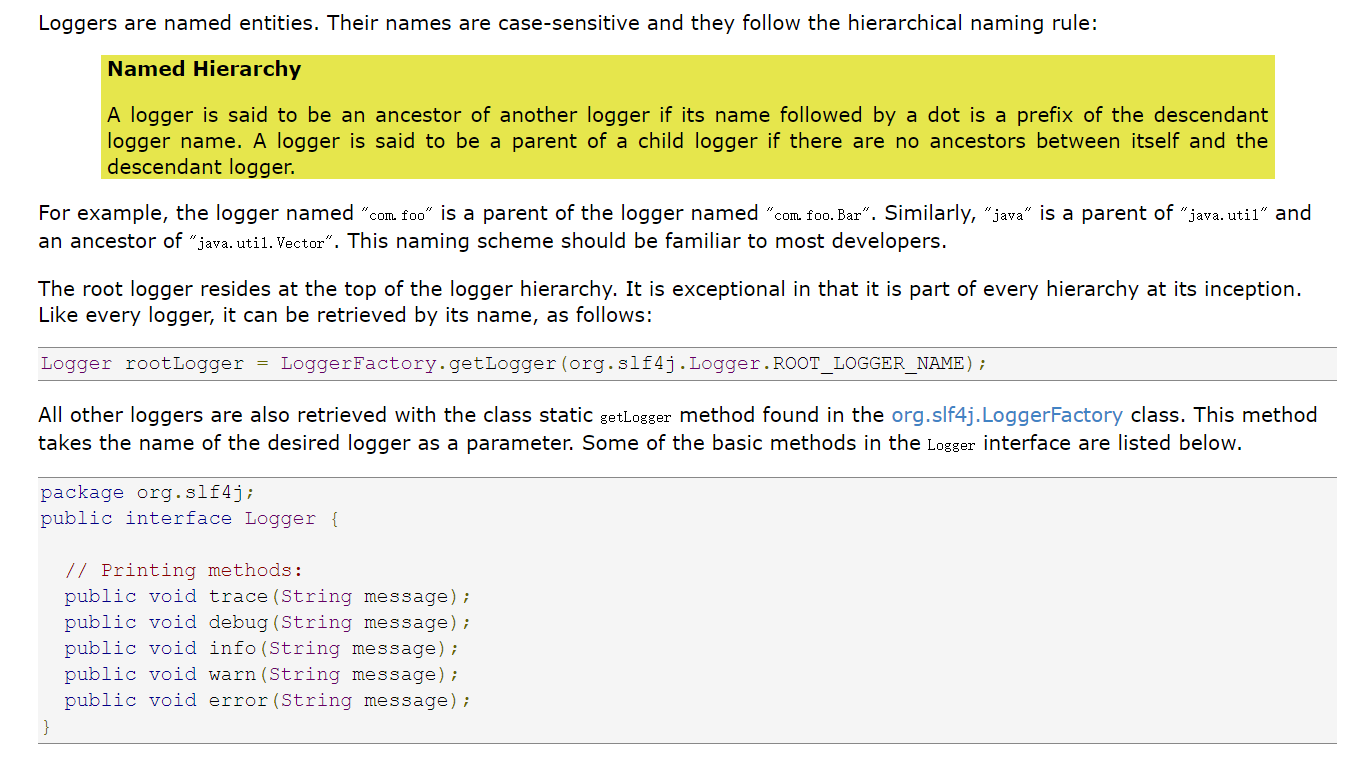 Loggers are named entities. Their names are case-sensitive and they follow the hierarchical naming rule:
Named Hierarchy
A logger is said to be an ancestor of another logger if its name followed by a dot is a prefix of the descendant
logger name. A logger is said to be a parent of a child logger if there are no ancestors between itself and the
descendant logger.
For example, the logger named "com.foo" is a parent of the logger named "com.foo.Bar". Similarly, "java" is a parent of "java.util" and
an ancestor of "java.util.Vector". This naming scheme should be familiar to most developers.
The root logger resides at the top of the logger hierarchy. It is exceptional in that it is part of every hierarchy at its inception.
Like every logger, it can be retrieved by its name, as follows:
Logger rootLogger = LoggerFactory.getLogger(org.slf4j.Logger.ROOT_LOGGER_NAME);
All other loggers are also retrieved with the class static getLogger method found in the org.slf4j.LoggerFactory class. This method
takes the name of the desired logger as a parameter. Some of the basic methods in the Logger interface are listed below.
package org.slf4j;
public interface Logger {
// Printing methods:
public void trace(String message);
public void debug(String message);
public void info(String message);
public void warn(String message);
public void error(String message);
}